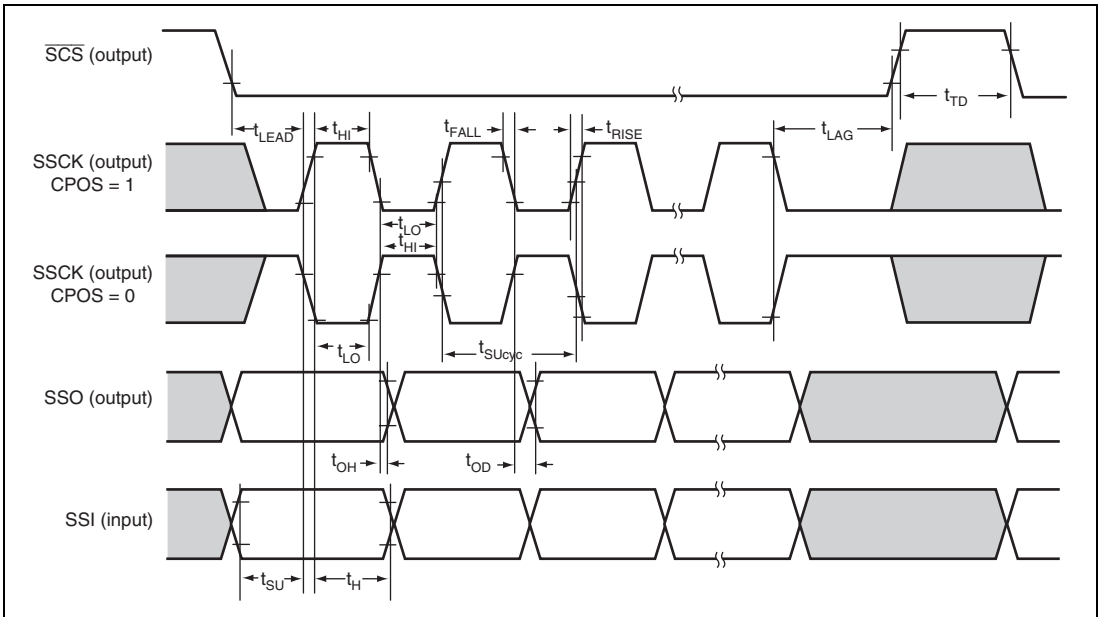 SCS (output)
tTD
tLEAD
tHI
tFALL
tRISE
tLAG
SSCK (output)
CPOS = 1
tLO
tHI
SSCK (output)
CPOS = 0
tLO
tSUcyc
SSO (output)
tOH
tOD
SSI (input)
tSU
tH